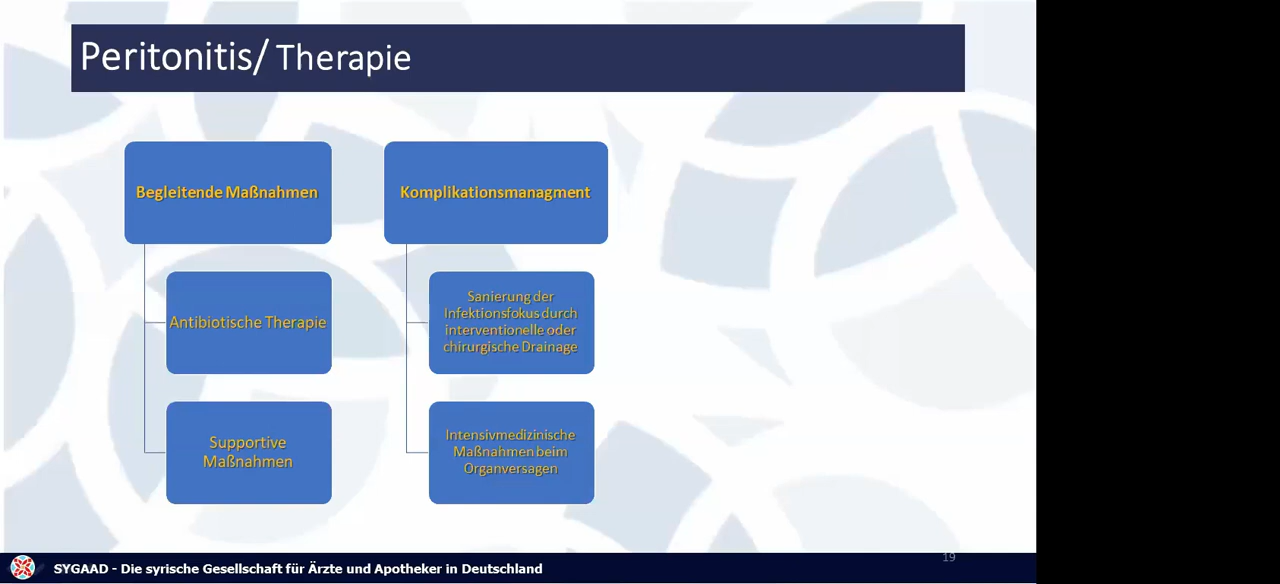 Peritonitis/ Therapie
Begleitende Maßnahmen
Antibiotische Therapie
Supportive
Maßnahmen
Komplikationsmanagment
Sanierung der
Infektionsfokus durch
interventionelle oder
chirurgische Drainage
Intensivmedizinische
Maßnahmen beim
Organversagen
19
SYGAAD - Die syrische Gesellschaft für Ärzte und Apotheker in Deutschland